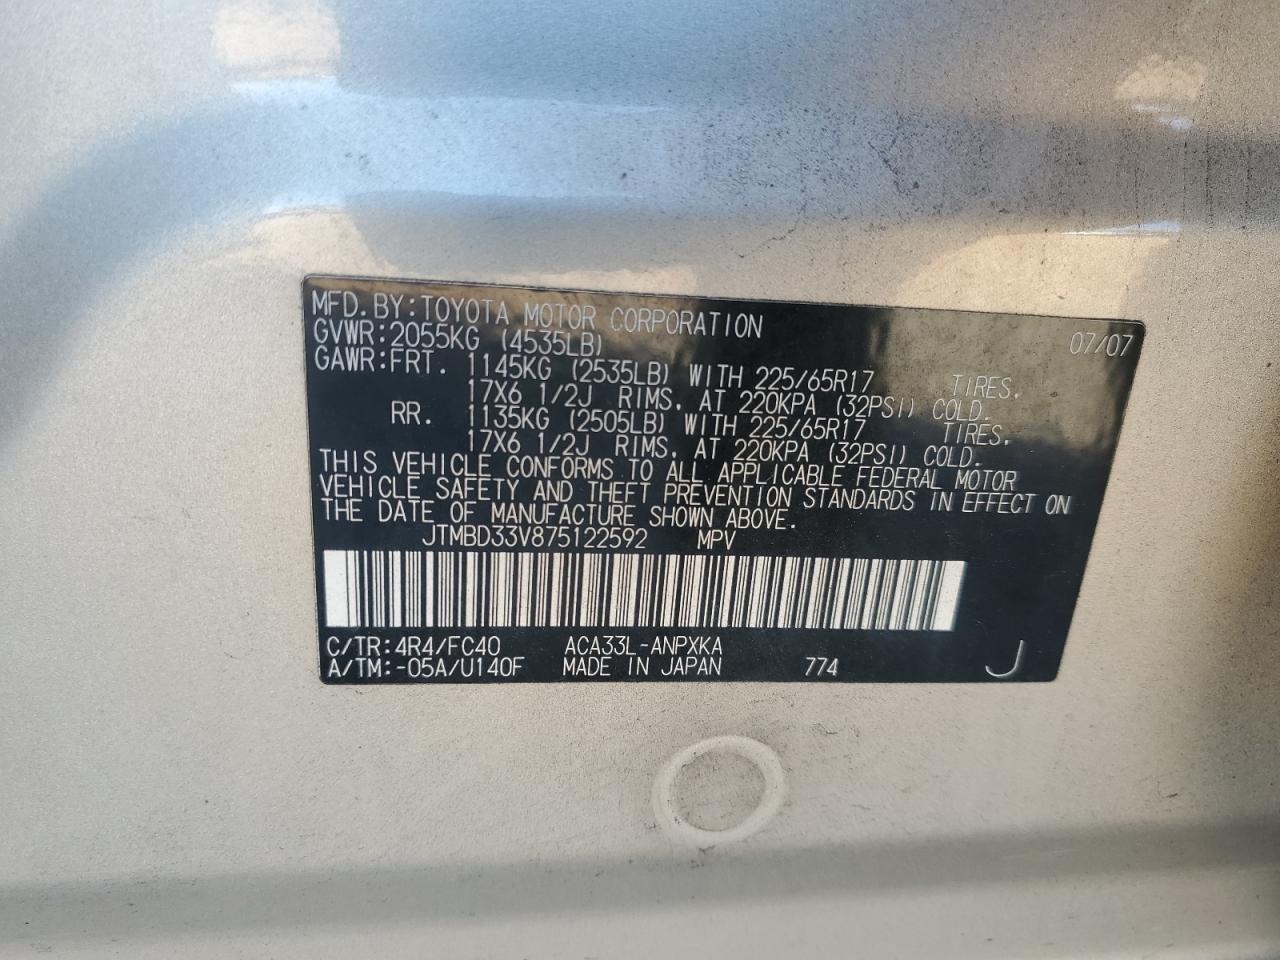 MFD. BY: TOYOTA MOTOR CORPORATION 07/07
GVWR: 2055KG (4535LB)
GAWR: FRT. 1145KG (2535LB) WITH 225/65R17 TIRES,
17X6 1/2J RIMS, AT 220KPA (32PSI) COLD.
RR. 1135KG (2505LB) WITH 225/65R17 TIRES,
17X6 1/2J RIMS, AT 220KPA (32PSI) COLD.
THIS VEHICLE CONFORMS TO ALL APPLICABLE FEDERAL MOTOR
VEHICLE SAFETY AND THEFT PREVENTION STANDARDS IN EFFECT ON
THE DATE OF MANUFACTURE SHOWN ABOVE.
JTMBD33V875122592 MPV
C/TR: 4R4/FC40 ACA33L-ANPXKA
A/TM: -05A/U140F MADE IN JAPAN 774 J